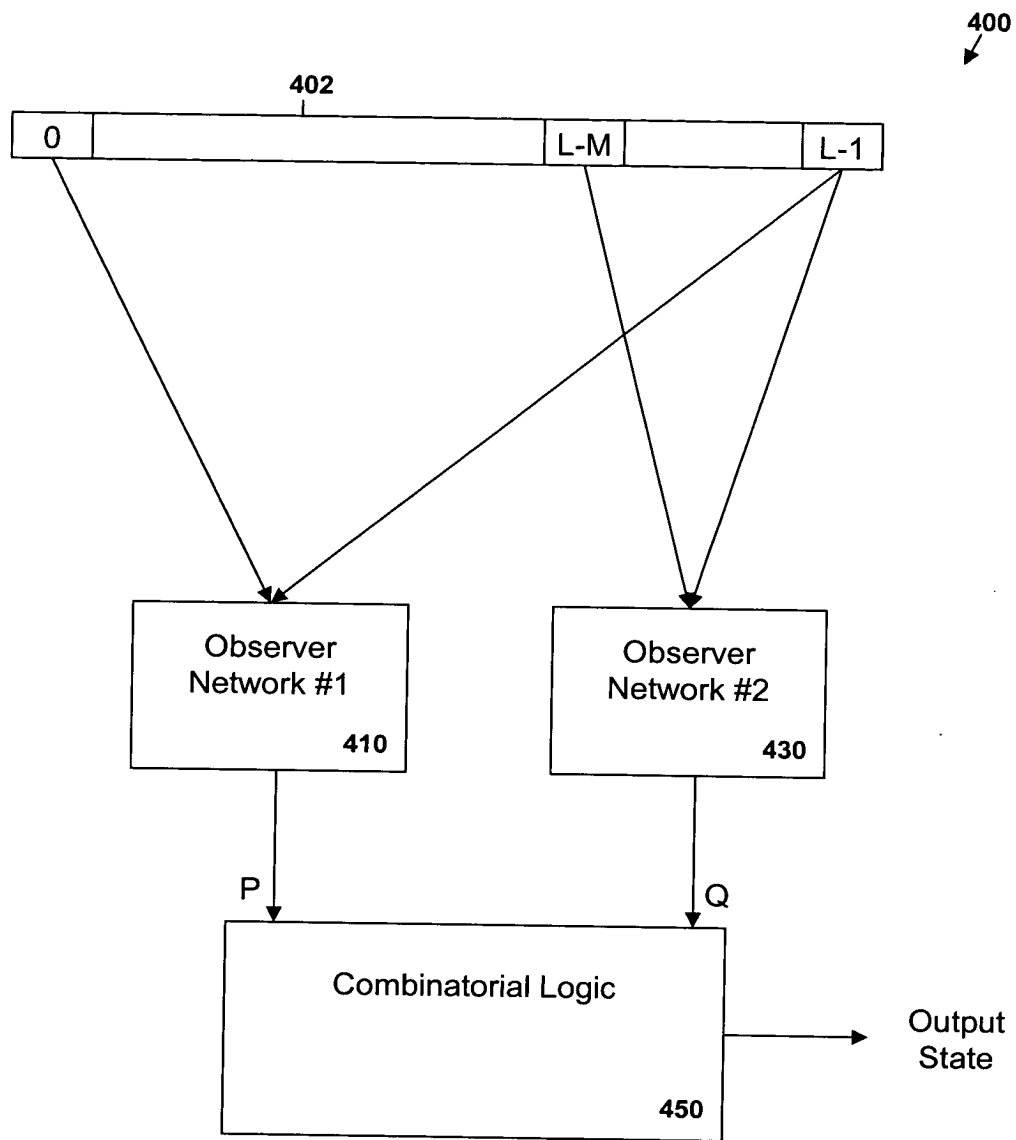 400
402
0
L-M
L-1
Observer
Network #1
410
Observer
Network #2
430
P
Q
Combinatorial Logic
450
Output
State